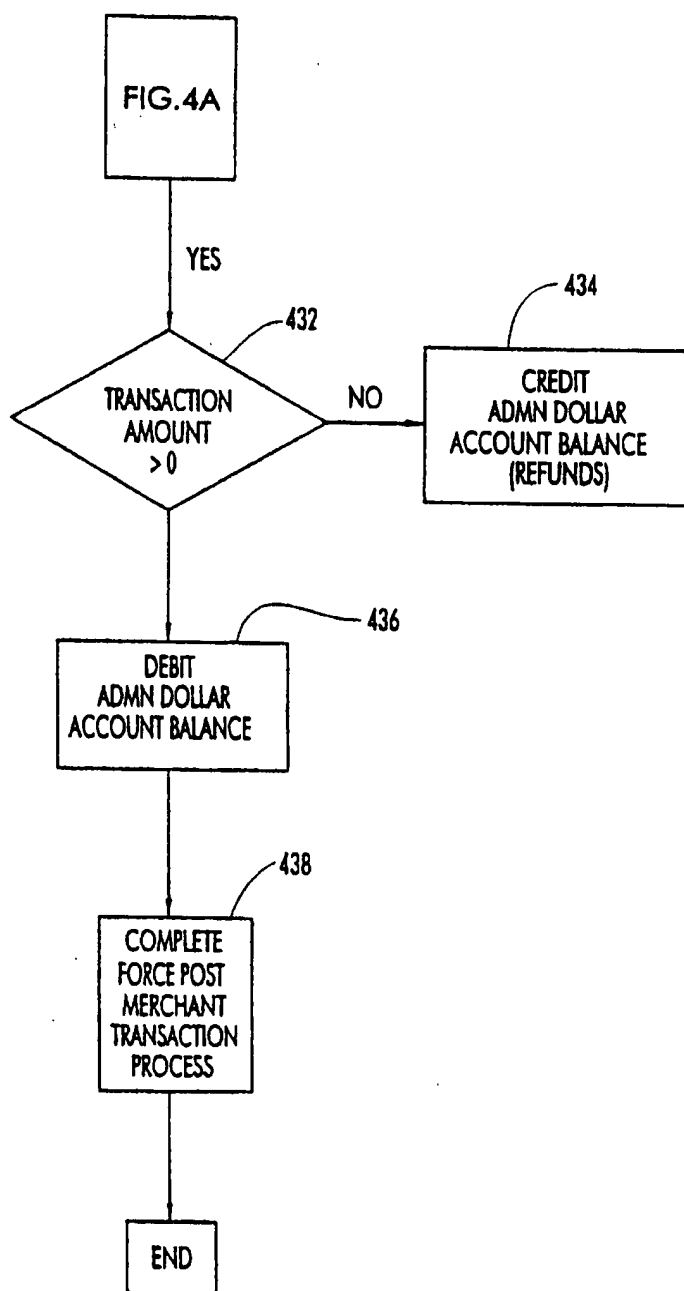 FIG.4A
YES
432
TRANSACTION
AMOUNT
> 0
NO
434
CREDIT
ADMN DOLLAR
ACCOUNT BALANCE
(REFUNDS)
436
DEBIT
ADMN DOLLAR
ACCOUNT BALANCE
438
COMPLETE
FORCE POST
MERCHANT
TRANSACTION
PROCESS
END